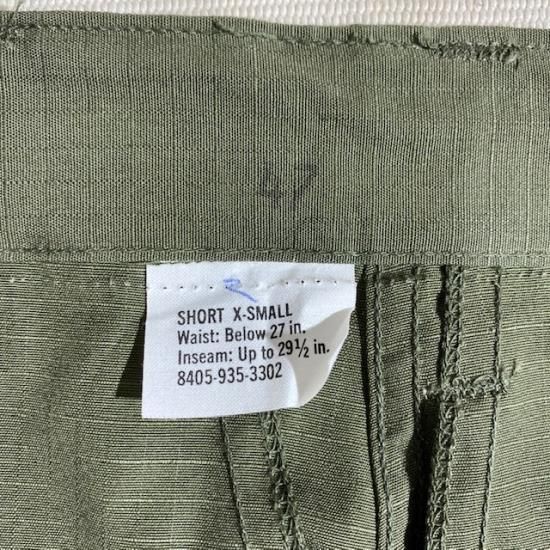 47
SHORT X-SMALL
Waist: Below 27 in.
Inseam: Up to 29½ in.
8405-935-3302